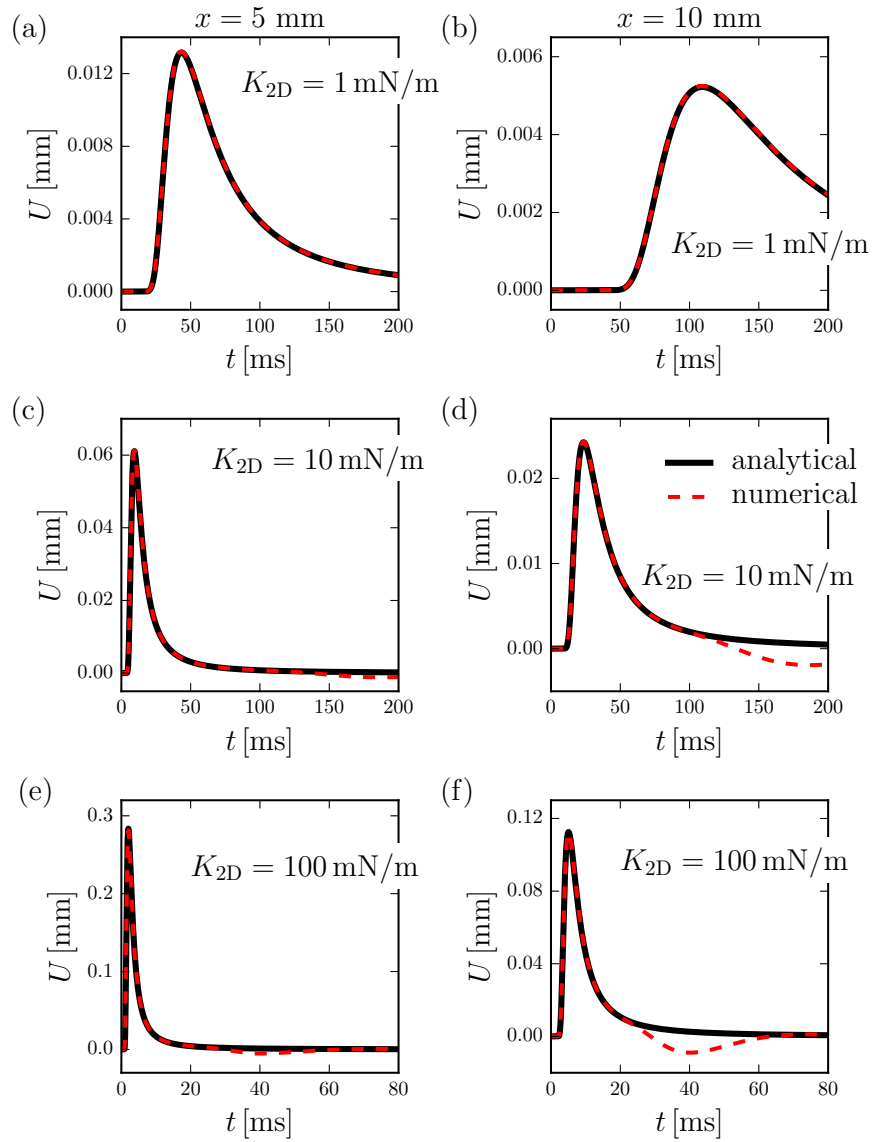 x = 5 mm
x = 10 mm
(a)
U [mm]
0.012
0.008
0.004
0.000
K2D = 1 mN/m
0 50 100 150 200
t [ms]
(b)
U [mm]
0.006
0.004
0.002
0.000
K2D = 1 mN/m
0 50 100 150 200
t [ms]
(c)
U [mm]
0.06
0.04
0.02
0.00
K2D = 10 mN/m
0 50 100 150 200
t [ms]
(d)
U [mm]
0.02
0.01
0.00
analytical
numerical
K2D = 10 mN/m
0 50 100 150 200
t [ms]
(e)
U [mm]
0.3
0.2
0.1
0.0
K2D = 100 mN/m
0 20 40 60 80
t [ms]
(f)
U [mm]
0.12
0.08
0.04
0.00
K2D = 100 mN/m
0 20 40 60 80
t [ms]